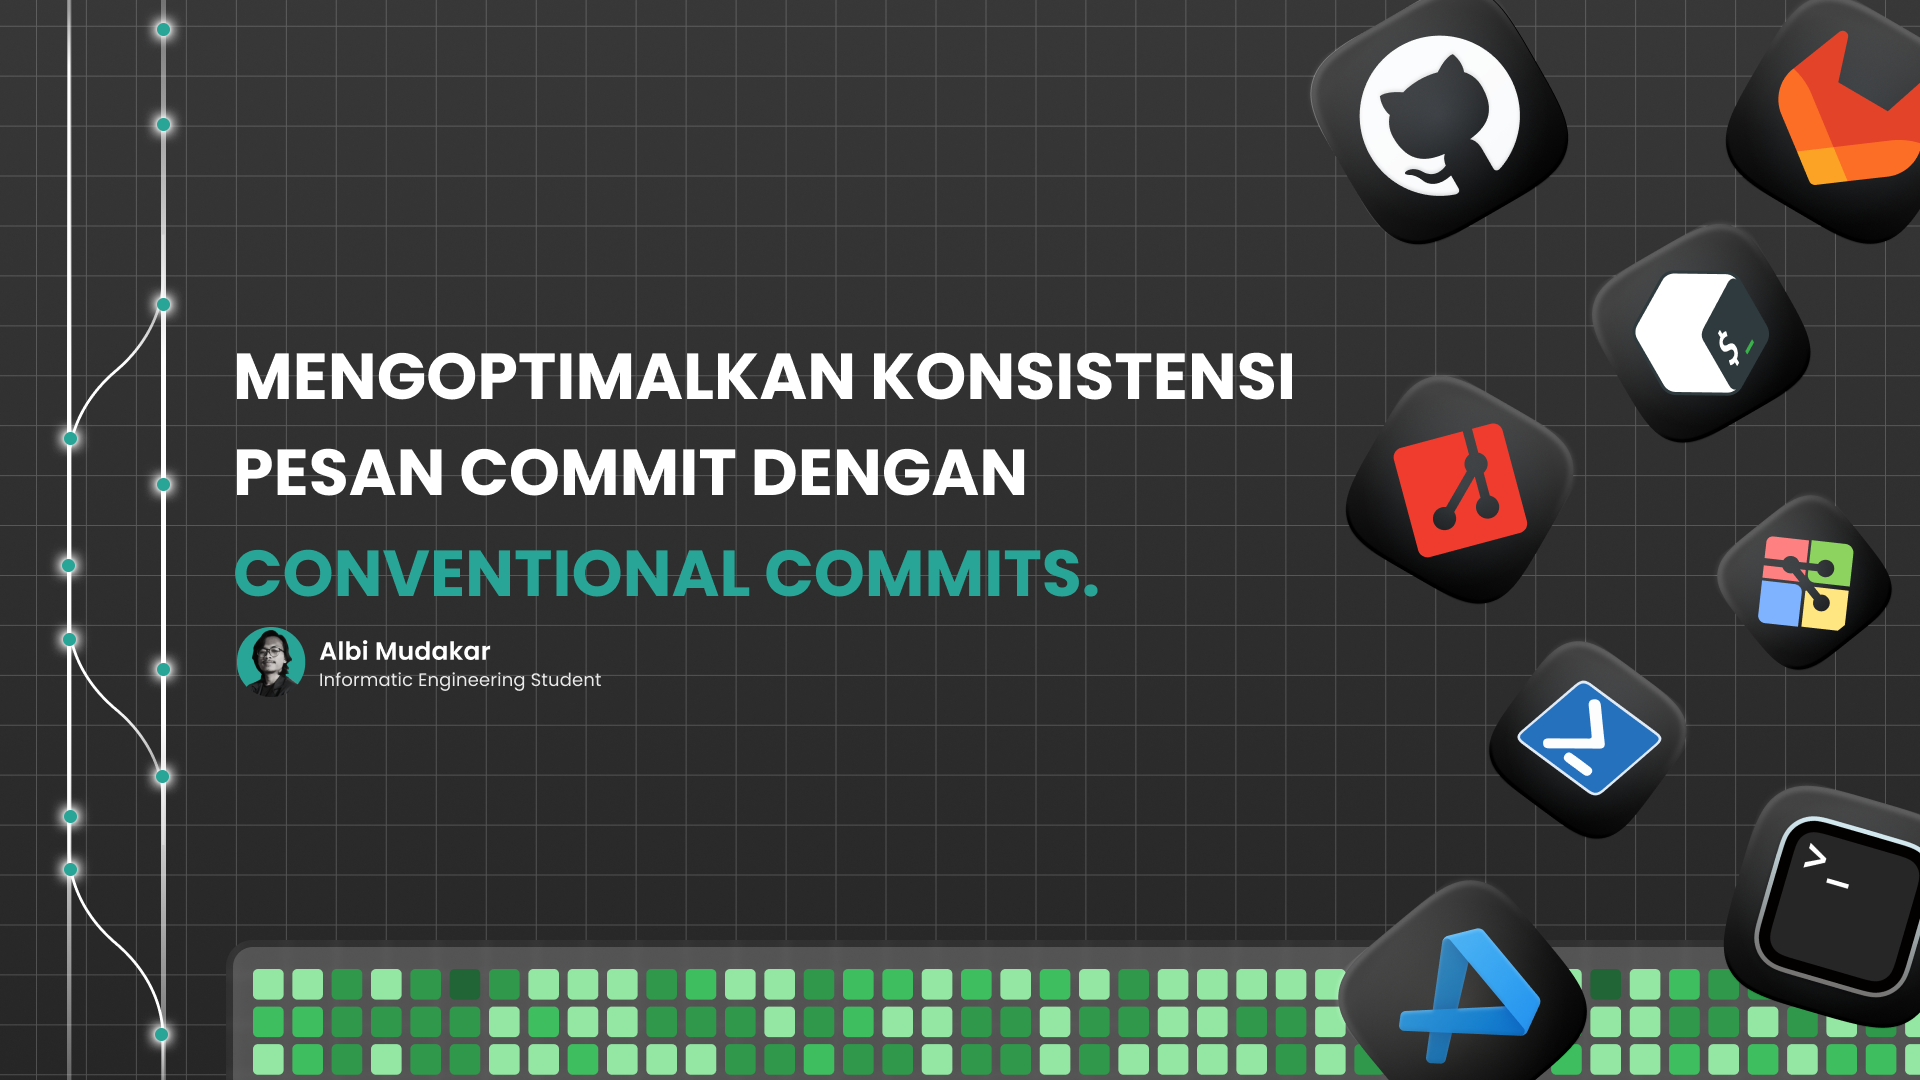 MENGOPTIMALKAN KONSISTENSI
PESAN COMMIT DENGAN
CONVENTIONAL COMMITS.
Albi Mudakar
Informatic Engineering Student
$_
>_